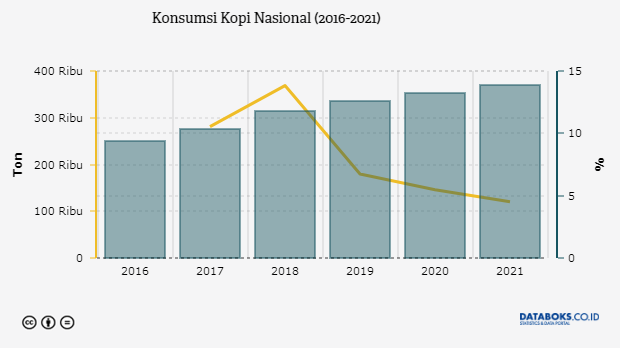 Konsumsi Kopi Nasional (2016-2021)
400 Ribu
300 Ribu
200 Ribu
100 Ribu
0
Ton
15
10
5
0
%
2016 2017 2018 2019 2020 2021
cc
DATABOKS.CO.ID
STATISTICS & DATA PORTAL